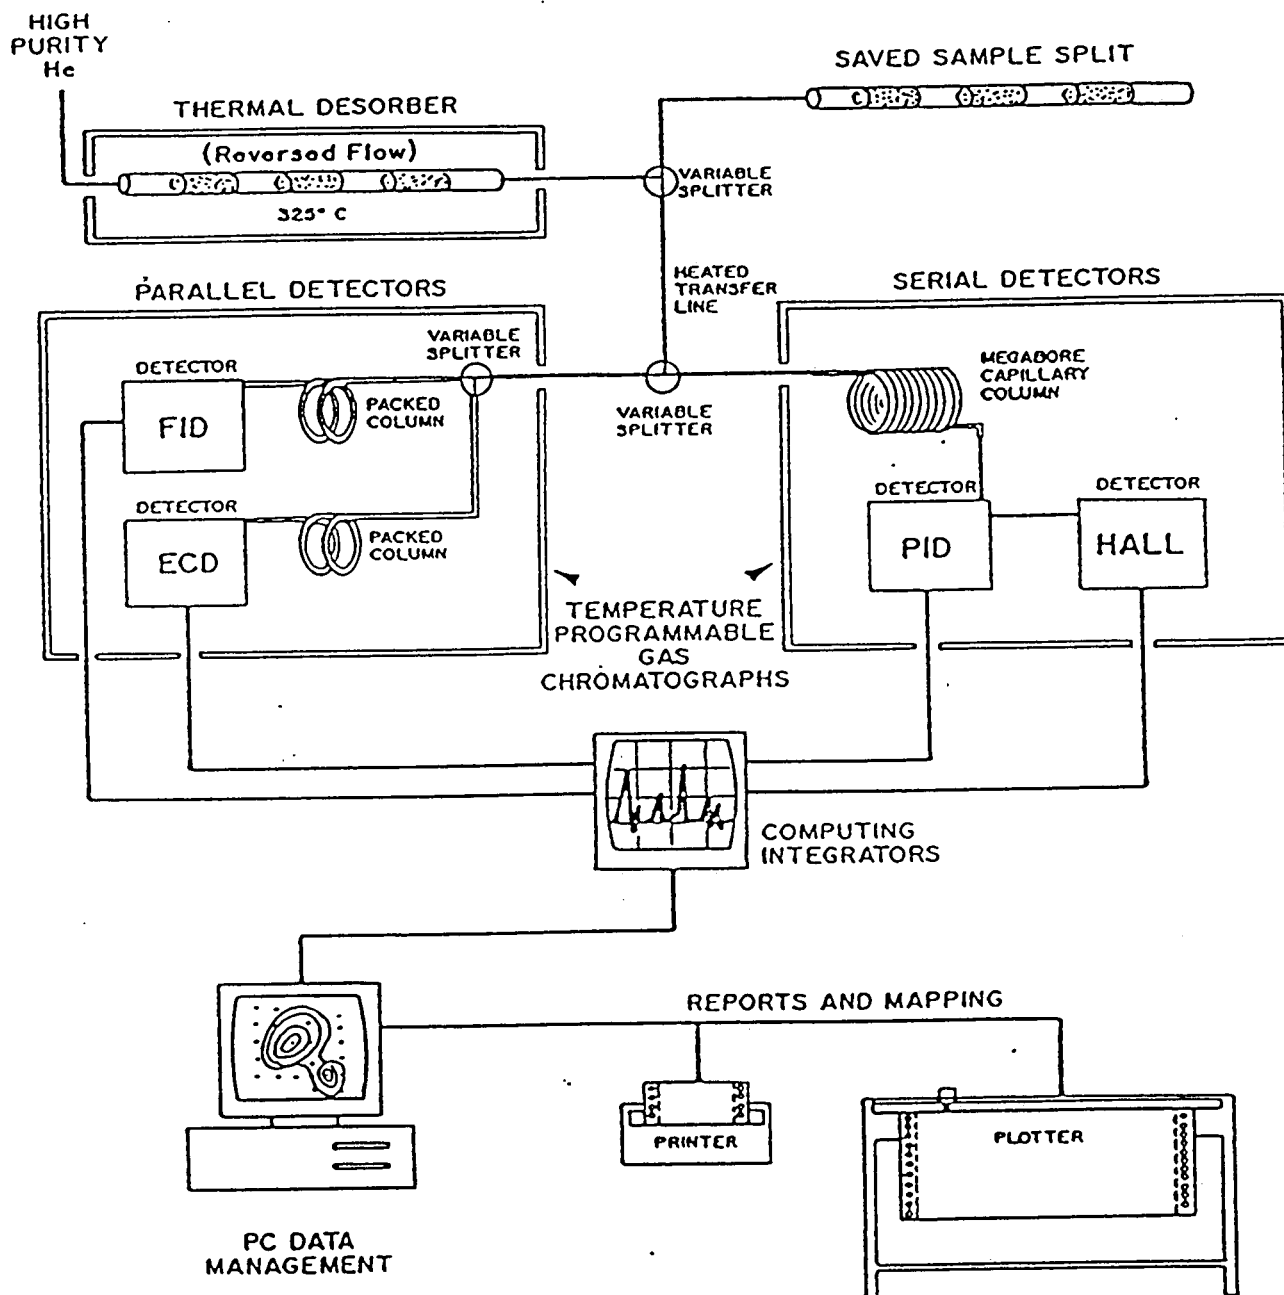 HIGH
PURITY
He
SAVED SAMPLE SPLIT
THERMAL DESORBER
(Reversed Flow)
325° C
VARIABLE
SPLITTER
HEATED
TRANSFER
LINE
PARALLEL DETECTORS
SERIAL DETECTORS
VARIABLE
SPLITTER
DETECTOR
FID
PACKED
COLUMN
VARIABLE
SPLITTER
MEGABORE
CAPILLARY
COLUMN
DETECTOR
ECD
PACKED
COLUMN
DETECTOR
PID
DETECTOR
HALL
TEMPERATURE
PROGRAMMABLE
GAS
CHROMATOGRAPHS
COMPUTING
INTEGRATORS
REPORTS AND MAPPING
PRINTER
PLOTTER
PC DATA
MANAGEMENT